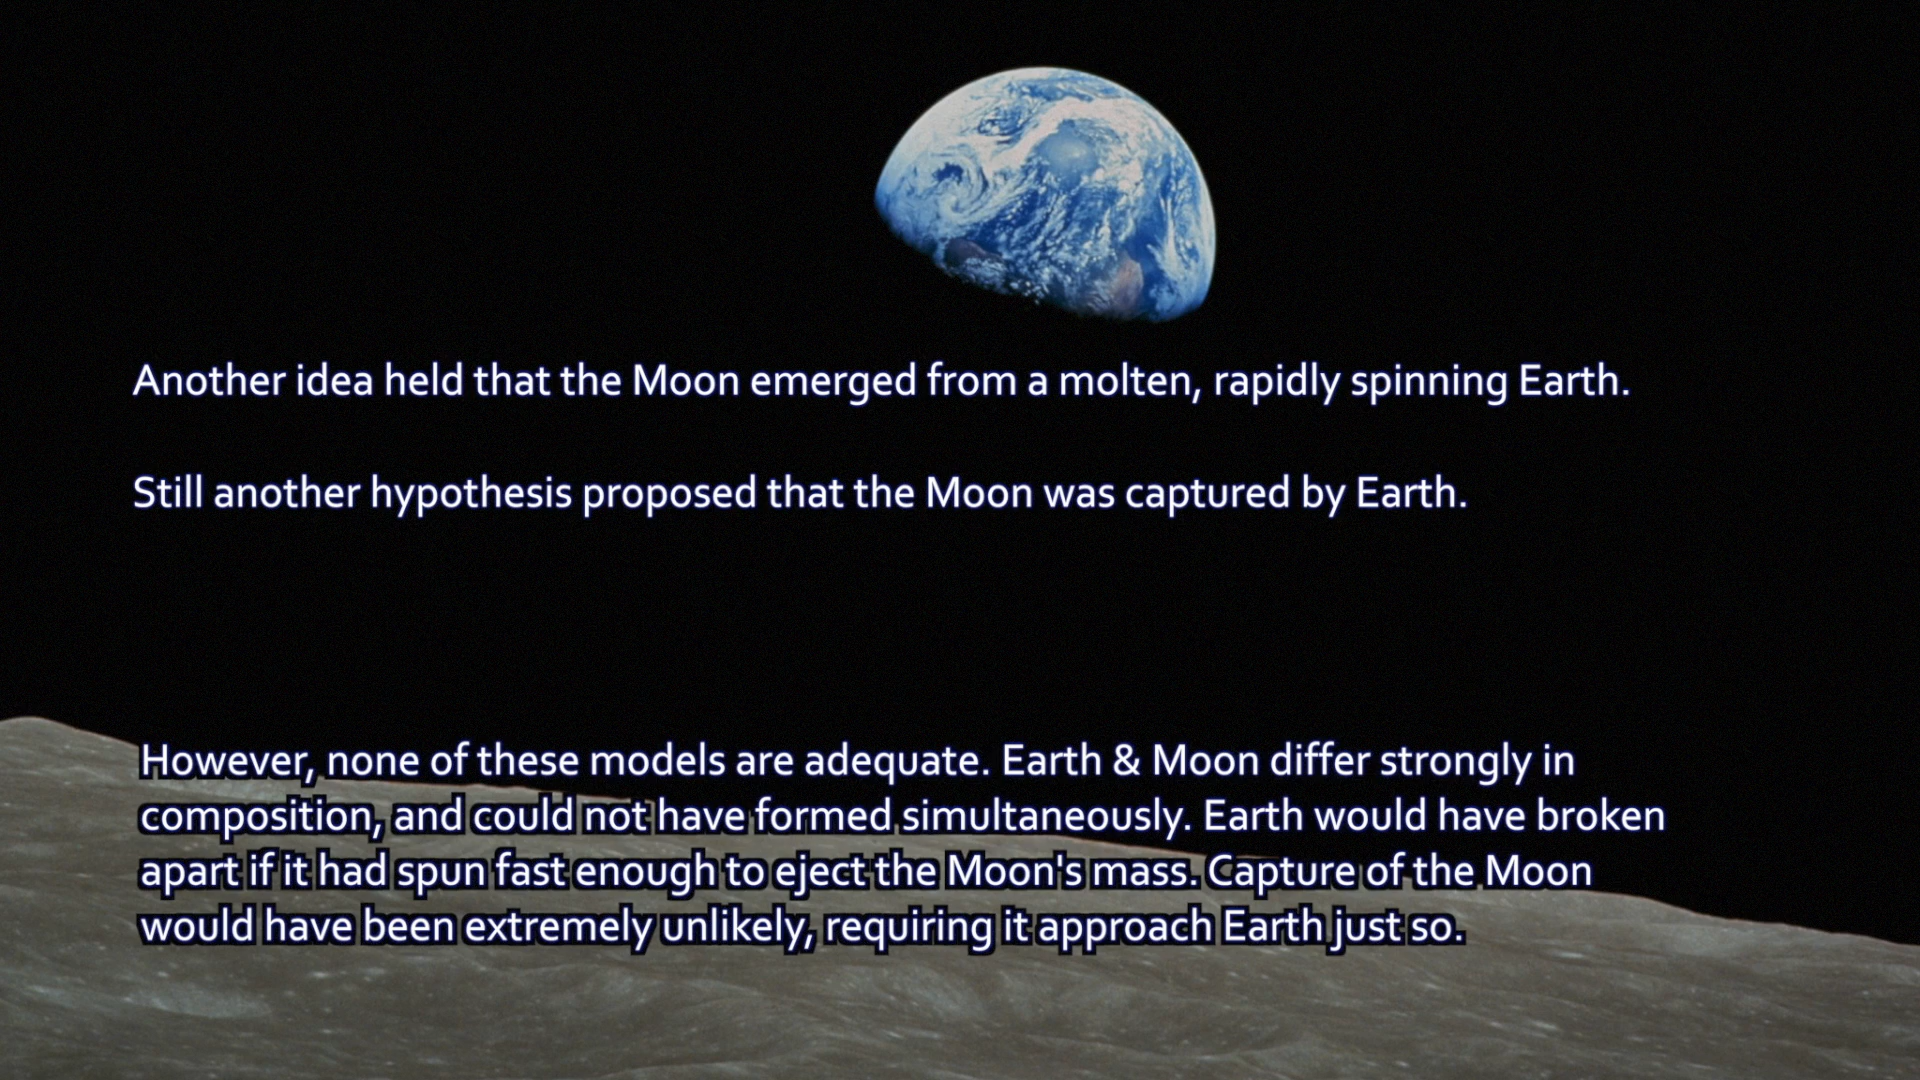 Another idea held that the Moon emerged from a molten, rapidly spinning Earth.
Still another hypothesis proposed that the Moon was captured by Earth.
However, none of these models are adequate. Earth & Moon differ strongly in
composition, and could not have formed simultaneously. Earth would have broken
apart if it had spun fast enough to eject the Moon's mass. Capture of the Moon
would have been extremely unlikely, requiring it approach Earth just so.